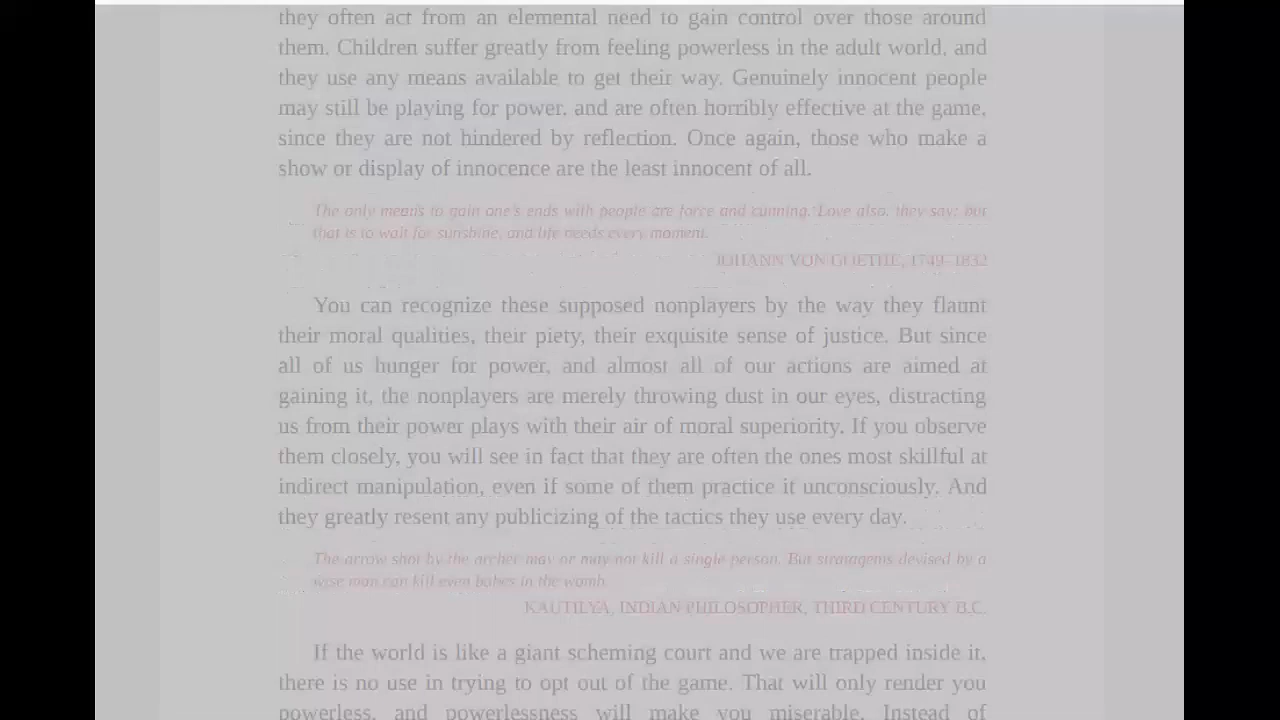 they often act from an elemental need to gain control over those around
them. Children suffer greatly from feeling powerless in the adult world, and
they use any means available to get their way. Genuinely innocent people
may still be playing for power, and are often horribly effective at the game,
since they are not hindered by reflection. Once again, those who make a
show or display of innocence are the least innocent of all.
The only means to gain one's ends with people are force and cunning. Love also, they say; but
that is to wait for sunshine, and life needs every moment.
JOHANN VON GOETHE, 1749–1832
You can recognize these supposed nonplayers by the way they flaunt
their moral qualities, their piety, their exquisite sense of justice. But since
all of us hunger for power, and almost all of our actions are aimed at
gaining it, the nonplayers are merely throwing dust in our eyes, distracting
us from their power plays with their air of moral superiority. If you observe
them closely, you will see in fact that they are often the ones most skillful at
indirect manipulation, even if some of them practice it unconsciously. And
they greatly resent any publicizing of the tactics they use every day.
The arrow shot by the archer may or may not kill a single person. But stratagems devised by a
wise man can kill even babes in the womb.
KAUTILYA, INDIAN PHILOSOPHER, THIRD CENTURY B.C.
If the world is like a giant scheming court and we are trapped inside it,
there is no use in trying to opt out of the game. That will only render you
powerless, and powerlessness will make you miserable. Instead of